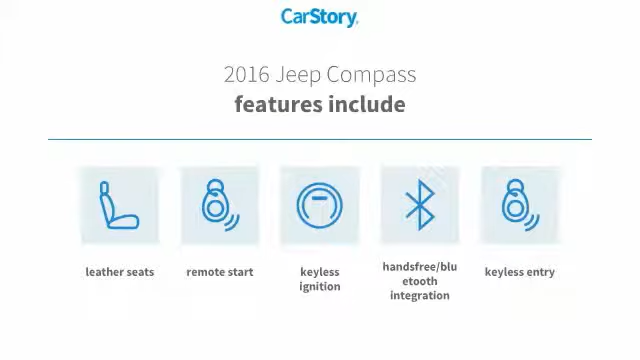 CarStory
2016 Jeep Compass
features include
leather seats
remote start
keyless
ignition
handsfree/blu
etooth
integration
keyless entry